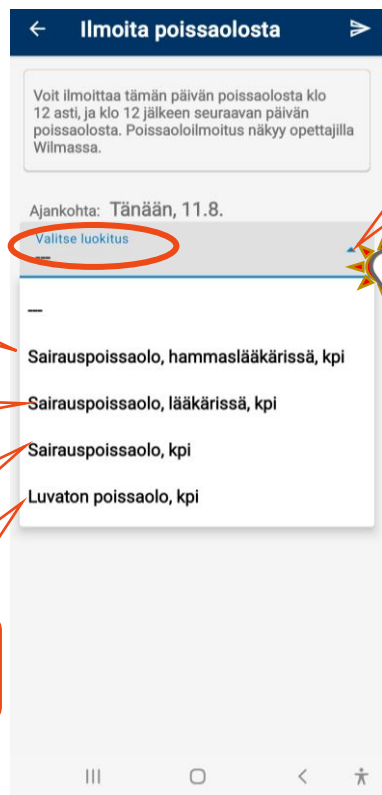 Ilmoita poissaolosta
Voit ilmoittaa tämän päivän poissaolosta klo
12 asti, ja klo 12 jälkeen seuraavan päivän
poissaolosta. Poissaoloilmoitus näkyy opettajilla
Wilmassa.
Ajankohta: Tänään, 11.8.
Valitse luokitus
---
---
Sairauspoissaolo, hammaslääkärissä, kpi
Sairauspoissaolo, lääkärissä, kpi
Sairauspoissaolo, kpi
Luvaton poissaolo, kpi